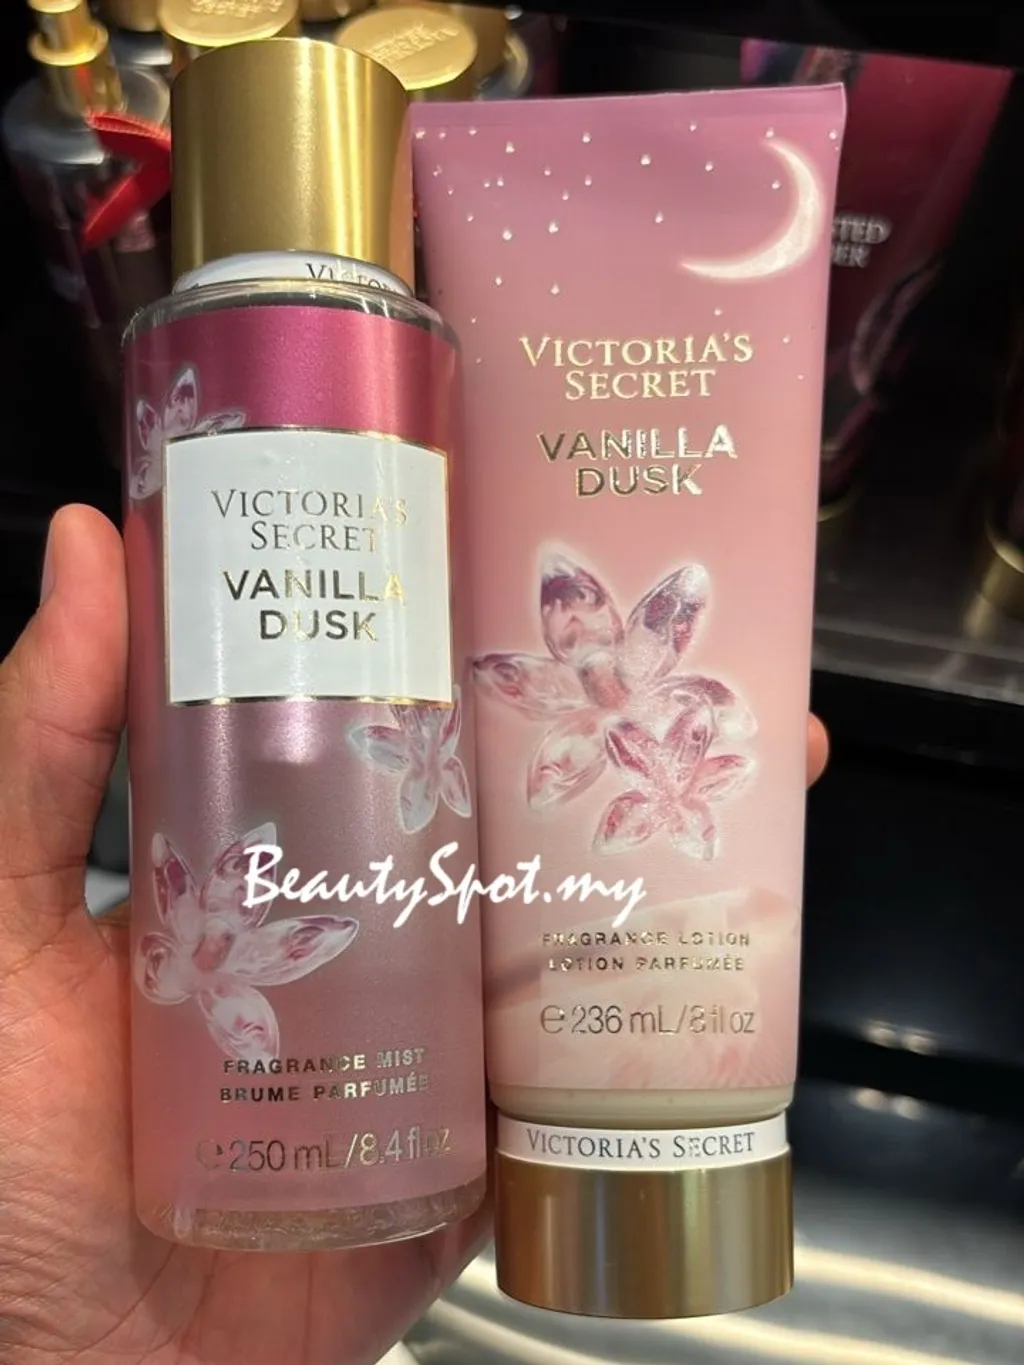 VICTORIA'S
SECRET
VANILLA
DUSK
FRAGRANCE MIST
BRUME PARFUMÉE
℮ 250 mL/8.4 fl oz
VICTORIA'S
SECRET
VANILLA
DUSK
FRAGRANCE LOTION
LOTION PARFUMÉE
℮ 236 mL/8 fl oz
VICTORIA'S SECRET
BeautySpot.my